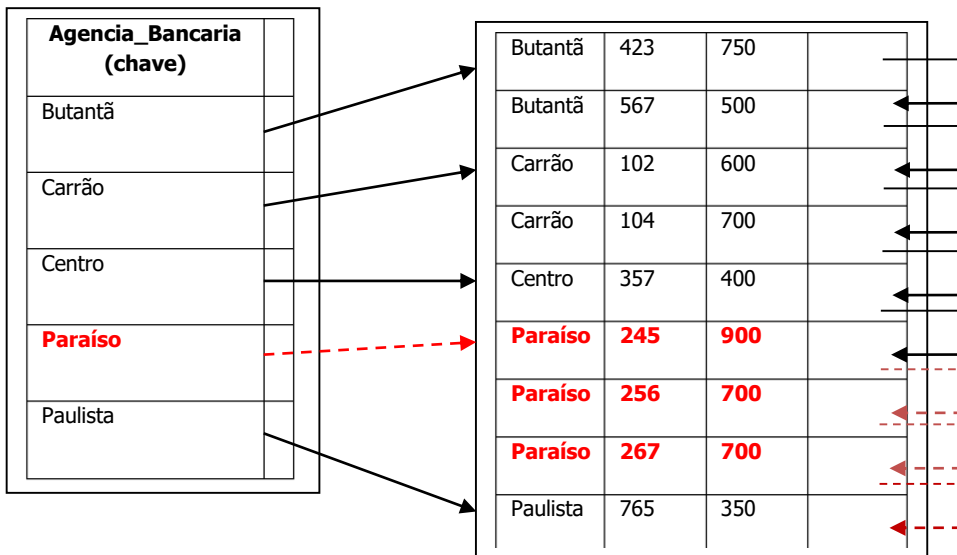 Agencia_Bancaria
(chave)
Butantã
Carrão
Centro
Paraíso
Paulista
Butantã 423 750
Butantã 567 500
Carrão 102 600
Carrão 104 700
Centro 357 400
Paraíso 245 900
Paraíso 256 700
Paraíso 267 700
Paulista 765 350